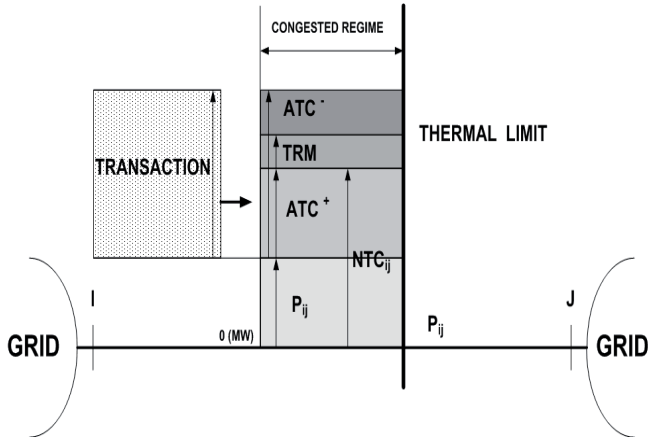 CONGESTED REGIME
ATC -
THERMAL LIMIT
TRM
TRANSACTION
ATC +
NTCij
I
Pij
J
0 (MW)
Pij
GRID
GRID